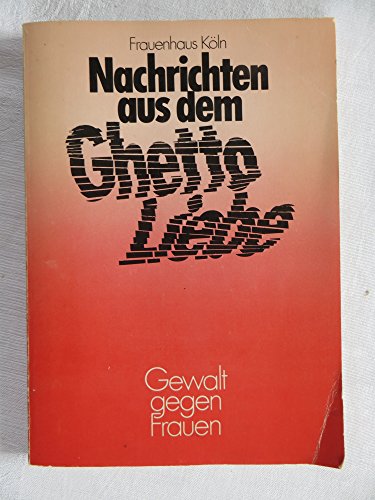 Frauenhaus Köln
Nachrichten
aus dem
Ghetto
Liebe
Gewalt
gegen
Frauen